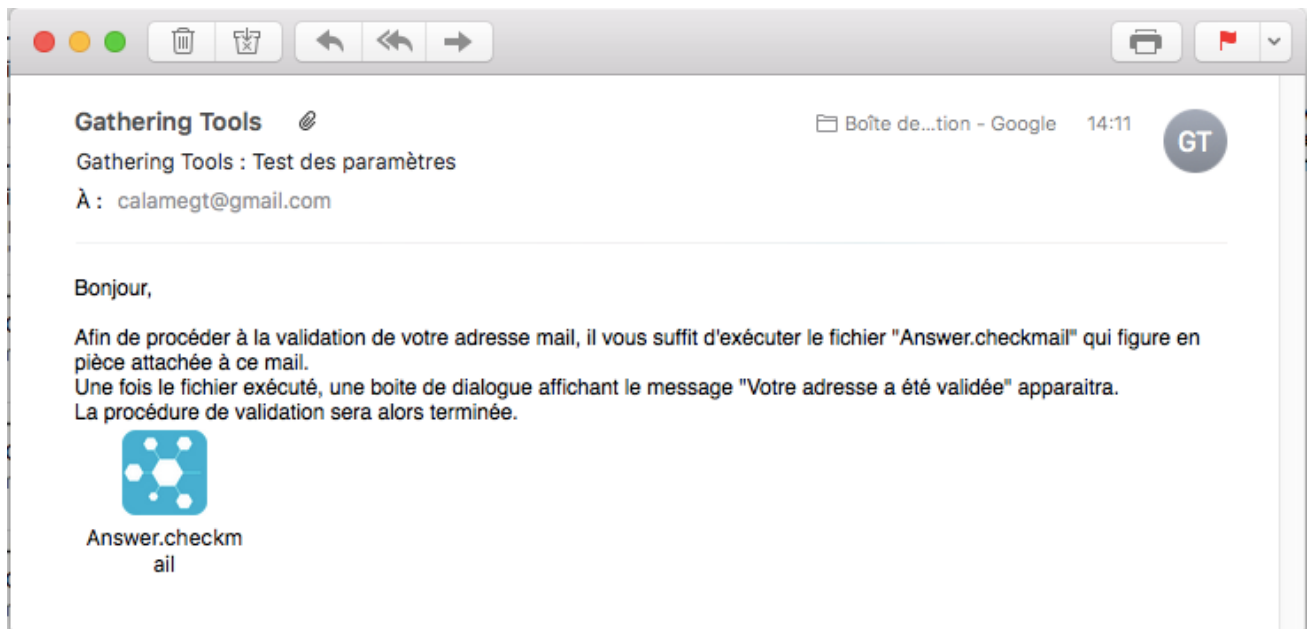 Gathering Tools
Boîte de...tion - Google 14:11
GT
Gathering Tools : Test des paramètres
À : calamegt@gmail.com
Bonjour,
Afin de procéder à la validation de votre adresse mail, il vous suffit d'exécuter le fichier "Answer.checkmail" qui figure en
pièce attachée à ce mail.
Une fois le fichier exécuté, une boite de dialogue affichant le message "Votre adresse a été validée" apparaitra.
La procédure de validation sera alors terminée.
Answer.checkm
ail